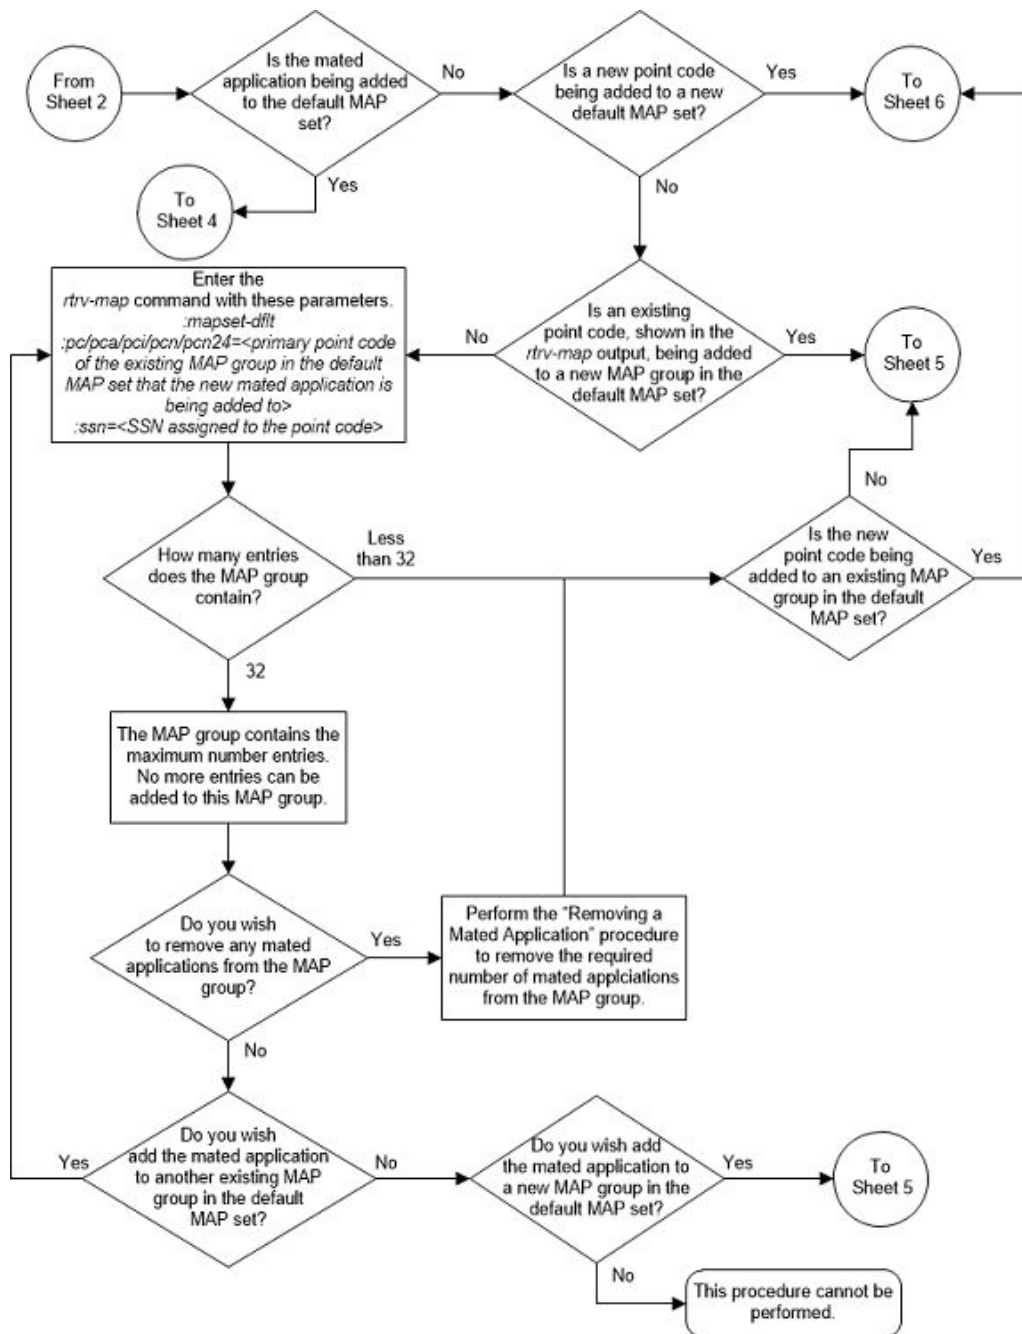 From
Sheet 2
Is the mated
application being added
to the default MAP
set?
No
Is a new point code
being added to a new
default MAP set?
Yes
To
Sheet 6
Yes
To
Sheet 4
No
Enter the
rtrv-map command with these parameters.
:mapset-dflt
:pc/pca/pci/pcn/pcn24=<primary point code
of the existing MAP group in the default
MAP set that the new mated application is
being added to>
:ssn=<SSN assigned to the point code>
No
Is an existing
point code, shown in the
rtrv-map output, being added
to a new MAP group in the
default MAP set?
Yes
To
Sheet 5
No
How many entries
does the MAP group
contain?
Less
than 32
Is the new
point code being
added to an existing MAP
group in the default
MAP set?
Yes
32
The MAP group contains the
maximum number entries.
No more entries can be
added to this MAP group.
Do you wish
to remove any mated
applications from the MAP
group?
Yes
Perform the "Removing a
Mated Application" procedure
to remove the required
number of mated applciations
from the MAP group.
No
Yes
Do you wish
add the mated application
to another existing MAP
group in the default
MAP set?
No
Do you wish add
the mated application to
a new MAP group in the
default MAP set?
Yes
To
Sheet 5
No
This procedure cannot be
performed.